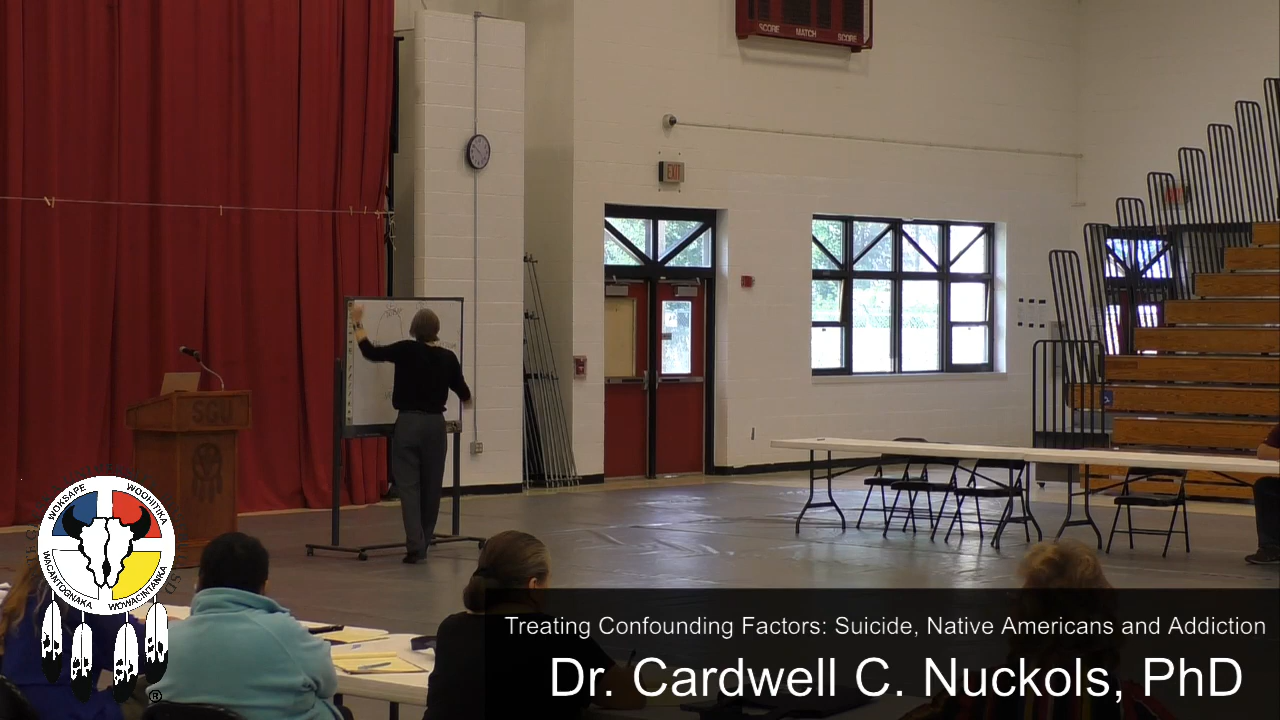 SCORE MATCH SCORE
EXIT
SGU
WOKSAPE WOOHITIKA
WACANTOGNAKA WOWACINTANKA
®
Treating Confounding Factors: Suicide, Native Americans and Addiction
Dr. Cardwell C. Nuckols, PhD